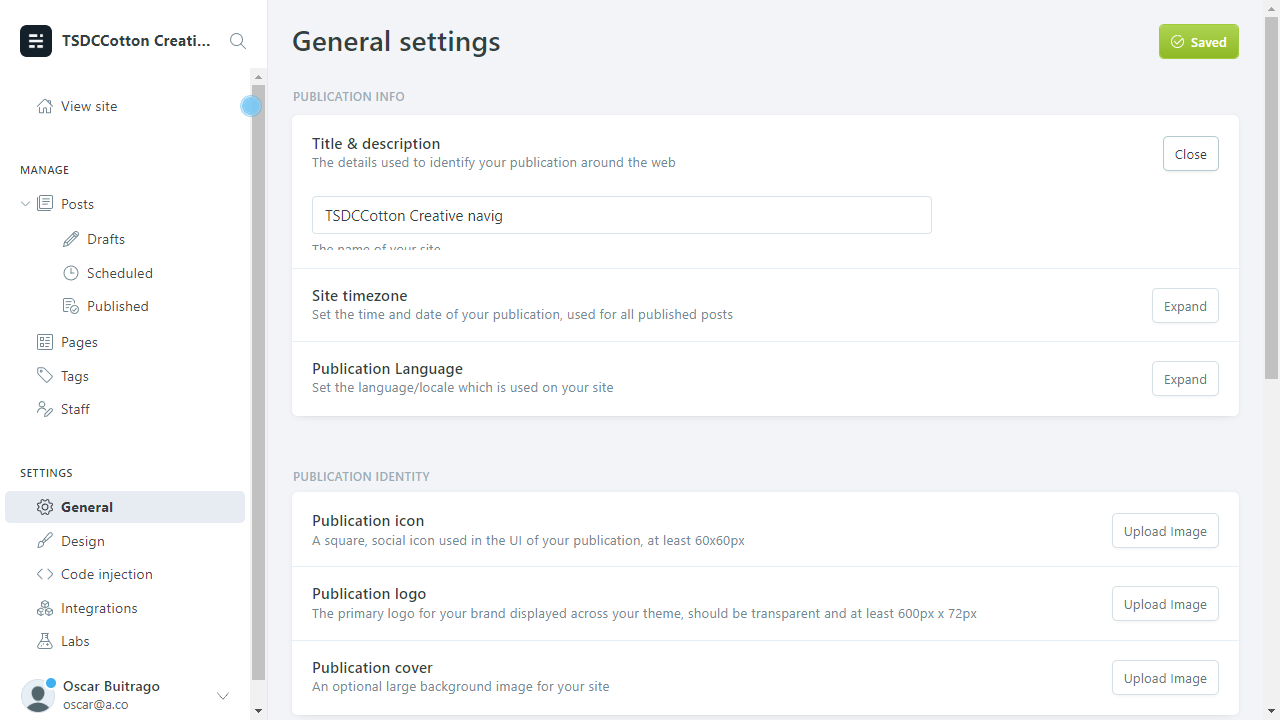 TSDCCotton Creati...
View site
MANAGE
Posts
Drafts
Scheduled
Published
Pages
Tags
Staff
SETTINGS
General
Design
Code injection
Integrations
Labs
Oscar Buitrago
oscar@a.co
General settings
Saved
PUBLICATION INFO
Title & description
The details used to identify your publication around the web
Close
TSDCCotton Creative navig
The name of your site
Site timezone
Set the time and date of your publication, used for all published posts
Expand
Publication Language
Set the language/locale which is used on your site
Expand
PUBLICATION IDENTITY
Publication icon
A square, social icon used in the UI of your publication, at least 60x60px
Upload Image
Publication logo
The primary logo for your brand displayed across your theme, should be transparent and at least 600px x 72px
Upload Image
Publication cover
An optional large background image for your site
Upload Image